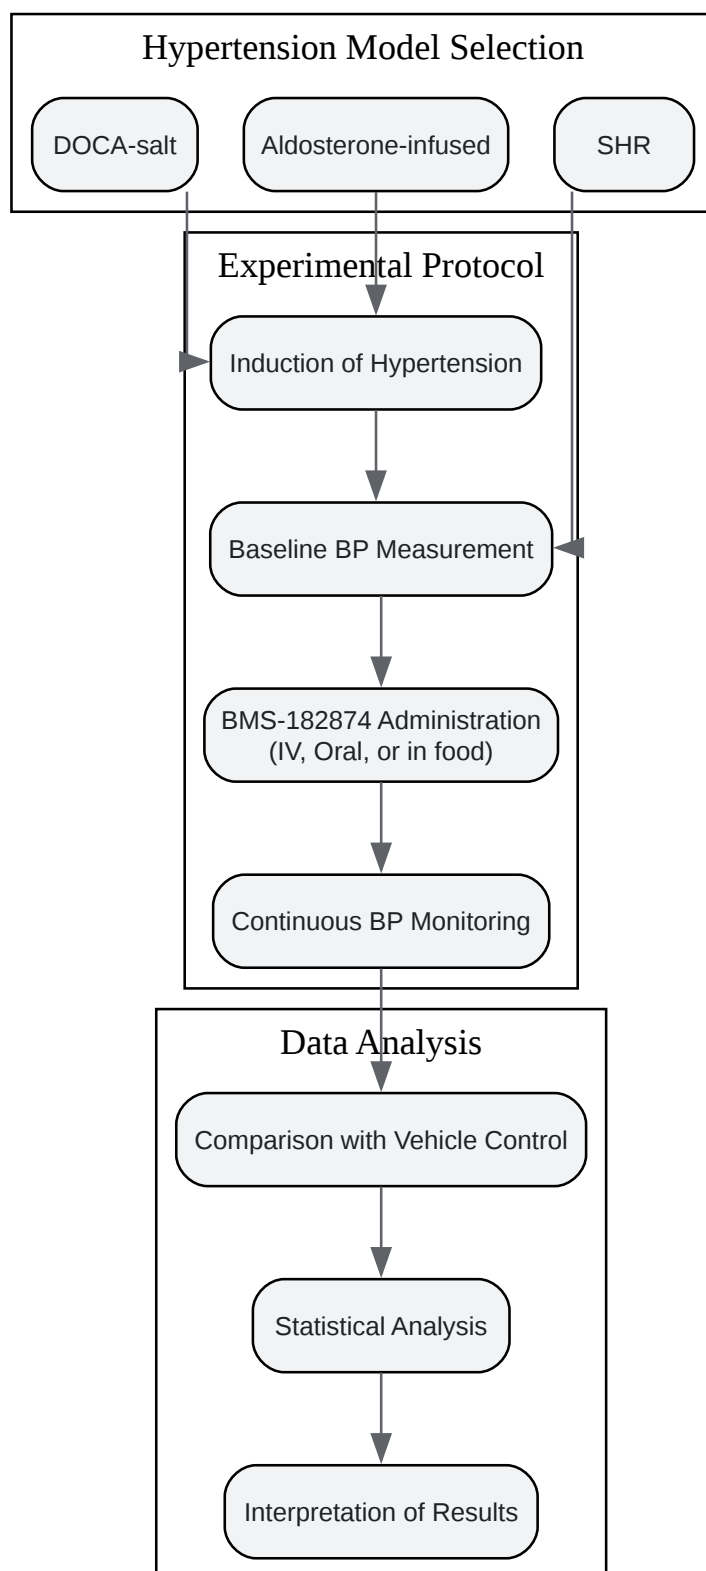 Hypertension Model Selection
DOCA-salt
Aldosterone-infused
SHR
Experimental Protocol
Induction of Hypertension
Baseline BP Measurement
BMS-182874 Administration
(IV, Oral, or in food)
Continuous BP Monitoring
Data Analysis
Comparison with Vehicle Control
Statistical Analysis
Interpretation of Results